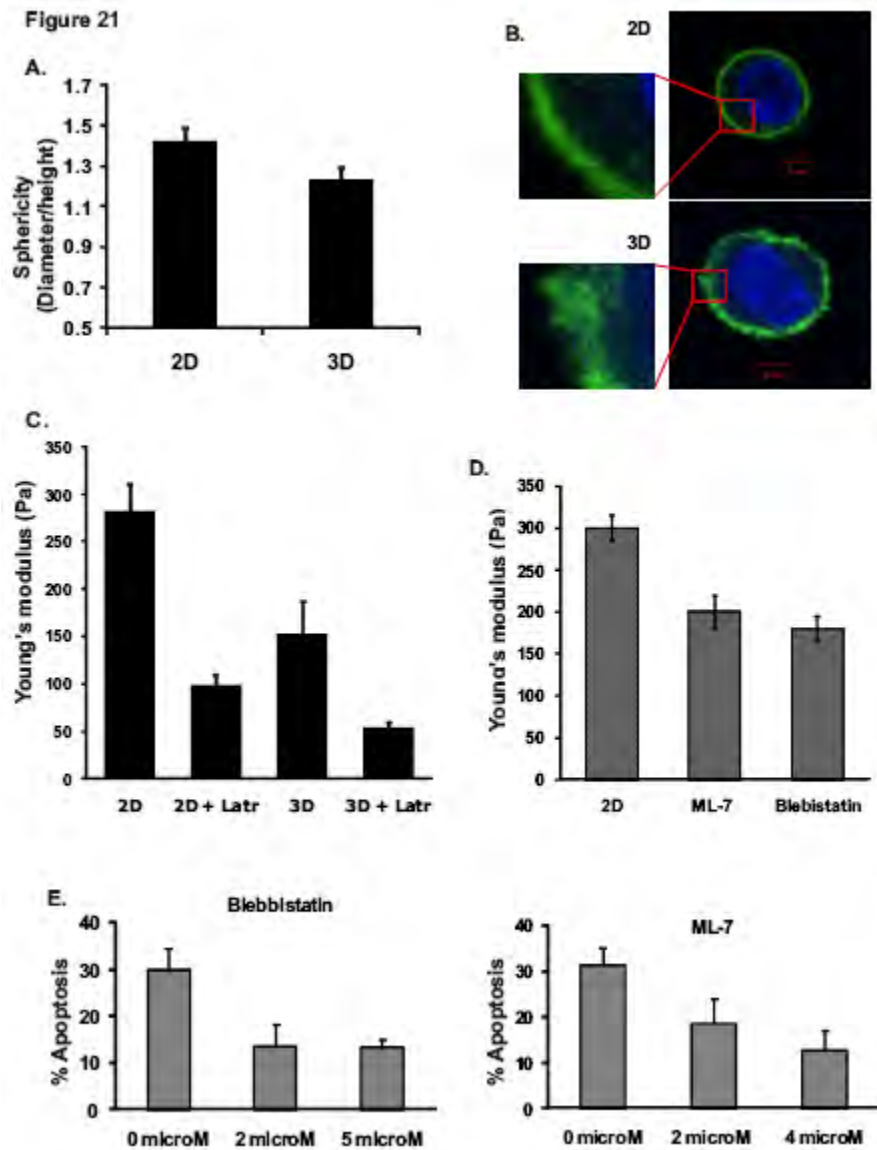 Figure 21
A.
Sphericity
(Diameter/height)
1.7
1.5
1.3
1.1
0.9
0.7
0.5
2D
3D
B.
2D
3D
C.
Young's modulus (Pa)
350
300
250
200
150
100
50
0
2D
2D + Latr
3D
3D + Latr
D.
Young's modulus (Pa)
350
300
250
200
150
100
50
0
2D
ML-7
Blebistatin
E.
Blebbistatin
% Apoptosis
40
30
20
10
0
0 microM
2 microM
5 microM
ML-7
% Apoptosis
40
30
20
10
0
0 microM
2 microM
4 microM